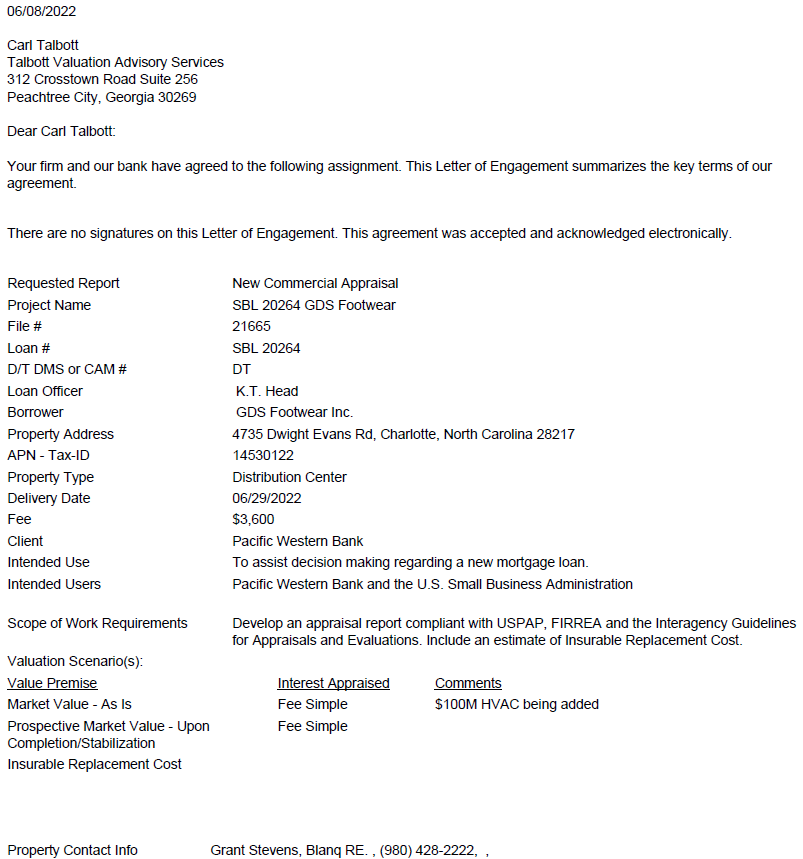 06/08/2022
Carl Talbott
Talbott Valuation Advisory Services
312 Crosstown Road Suite 256
Peachtree City, Georgia 30269
Dear Carl Talbott:
Your firm and our bank have agreed to the following assignment. This Letter of Engagement summarizes the key terms of our
agreement.
There are no signatures on this Letter of Engagement. This agreement was accepted and acknowledged electronically.
Requested Report New Commercial Appraisal
Project Name SBL 20264 GDS Footwear
File # 21665
Loan # SBL 20264
D/T DMS or CAM # DT
Loan Officer K.T. Head
Borrower GDS Footwear Inc.
Property Address 4735 Dwight Evans Rd, Charlotte, North Carolina 28217
APN - Tax-ID 14530122
Property Type Distribution Center
Delivery Date 06/29/2022
Fee $3,600
Client Pacific Western Bank
Intended Use To assist decision making regarding a new mortgage loan.
Intended Users Pacific Western Bank and the U.S. Small Business Administration
Scope of Work Requirements Develop an appraisal report compliant with USPAP, FIRREA and the Interagency Guidelines
for Appraisals and Evaluations. Include an estimate of Insurable Replacement Cost.
Valuation Scenario(s):
Value Premise Interest Appraised Comments
Market Value - As Is Fee Simple $100M HVAC being added
Prospective Market Value - Upon Fee Simple
Completion/Stabilization
Insurable Replacement Cost
Property Contact Info Grant Stevens, Blanq RE. , (980) 428-2222, ,